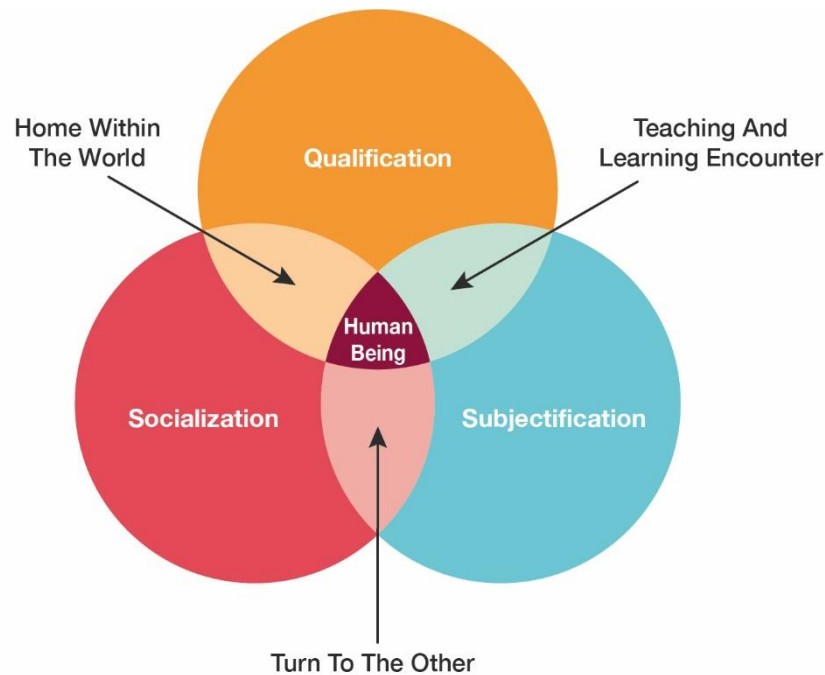 Home Within
The World
Teaching And
Learning Encounter
Qualification
Human
Being
Socialization
Subjectification
Turn To The Other